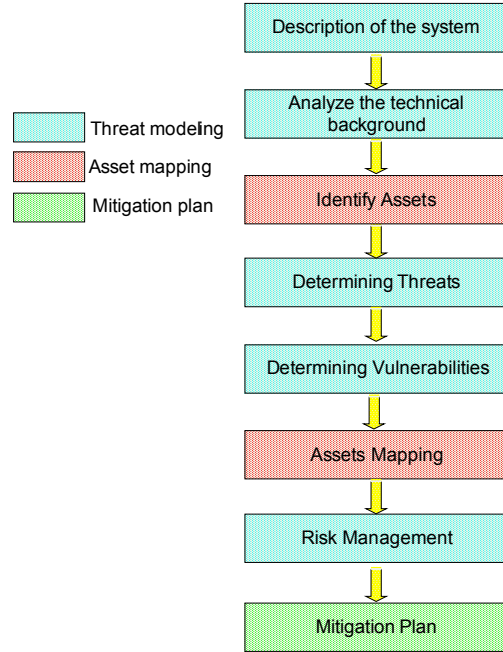 Description of the system
Analyze the technical
background
Threat modeling
Asset mapping
Mitigation plan
Identify Assets
Determining Threats
Determining Vulnerabilities
Assets Mapping
Risk Management
Mitigation Plan